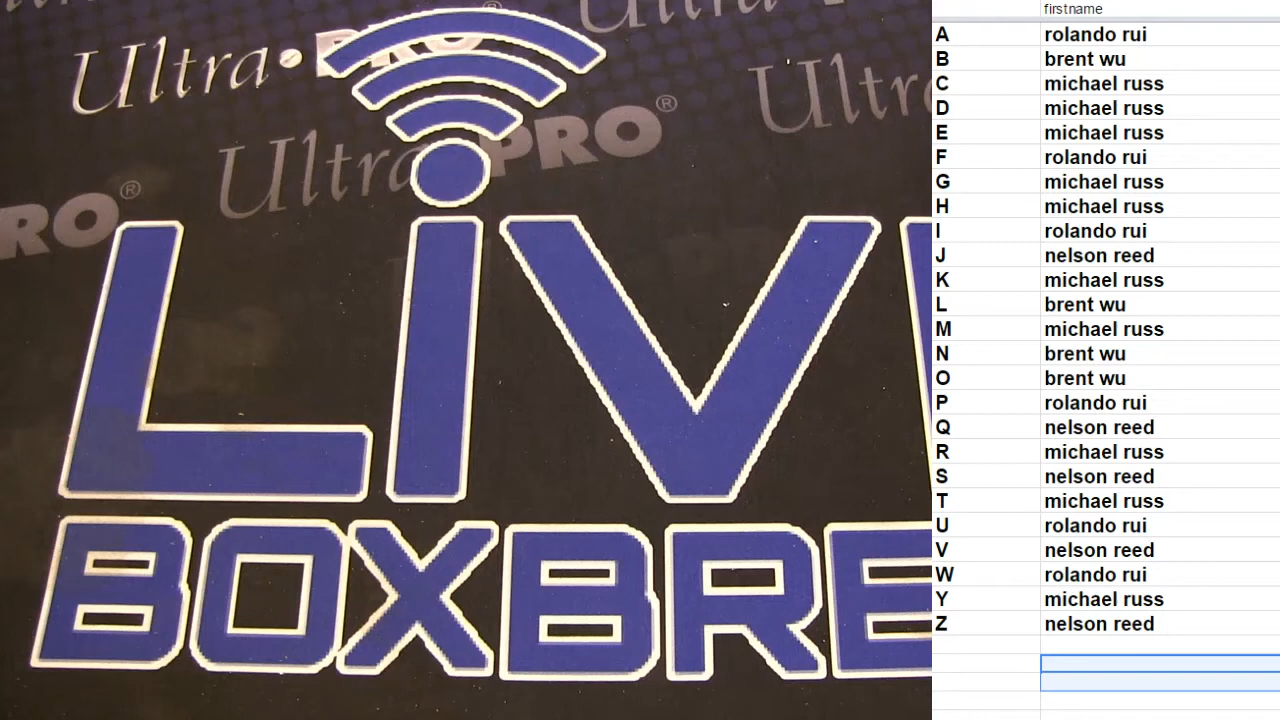 Ultra
Ultra•PRO®
Ultra PRO®
Ultra
RO®
LiV
BOXBRE
firstname
A rolando rui
B brent wu
C michael russ
D michael russ
E michael russ
F rolando rui
G michael russ
H michael russ
I rolando rui
J nelson reed
K michael russ
L brent wu
M michael russ
N brent wu
O brent wu
P rolando rui
Q nelson reed
R michael russ
S nelson reed
T michael russ
U rolando rui
V nelson reed
W rolando rui
Y michael russ
Z nelson reed